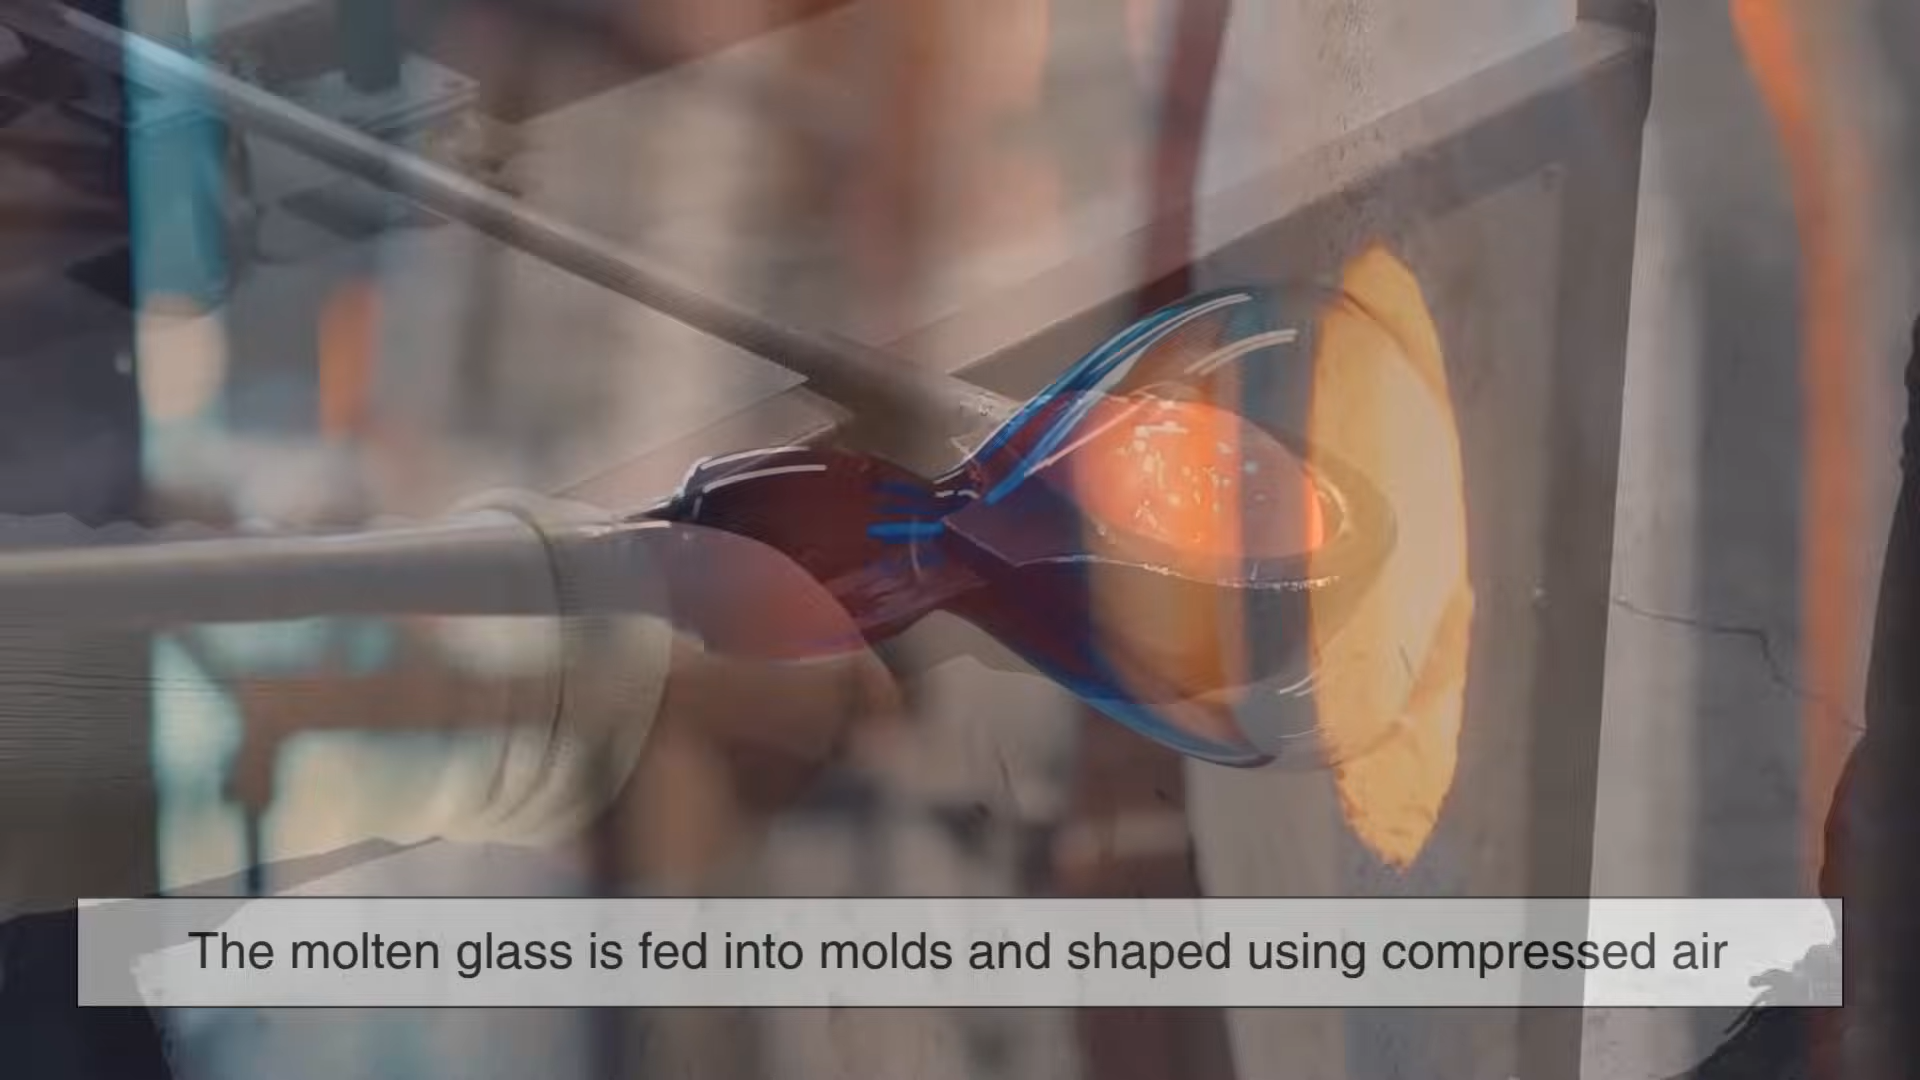 The molten glass is fed into molds and shaped using compressed air